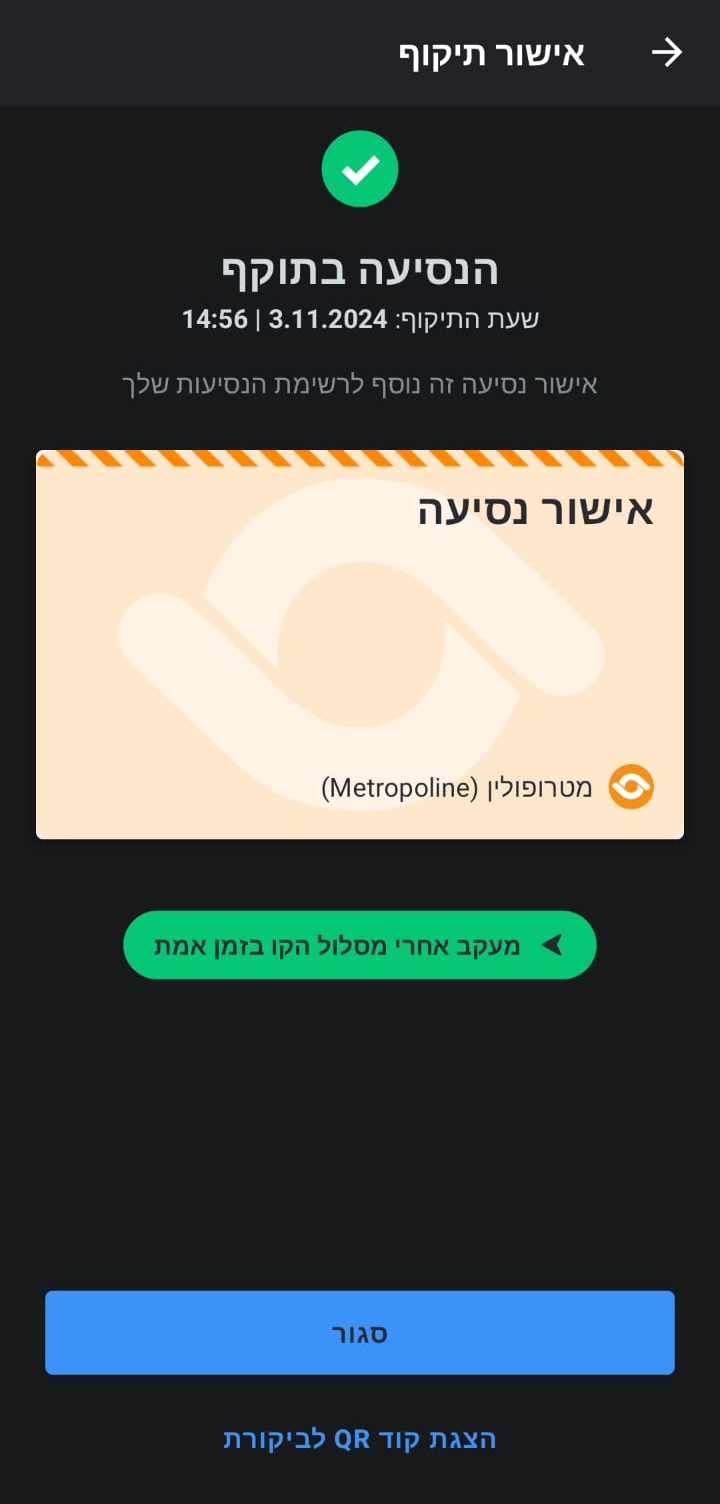 אישור תיקוף
הנסיעה בתוקף
שעת התיקוף: 3.11.2024 | 14:56
אישור נסיעה זה נוסף לרשימת הנסיעות שלך
אישור נסיעה
מטרופולין (Metropoline)
מעקב אחרי מסלול הקו בזמן אמת
סגור
הצגת קוד QR לביקורת